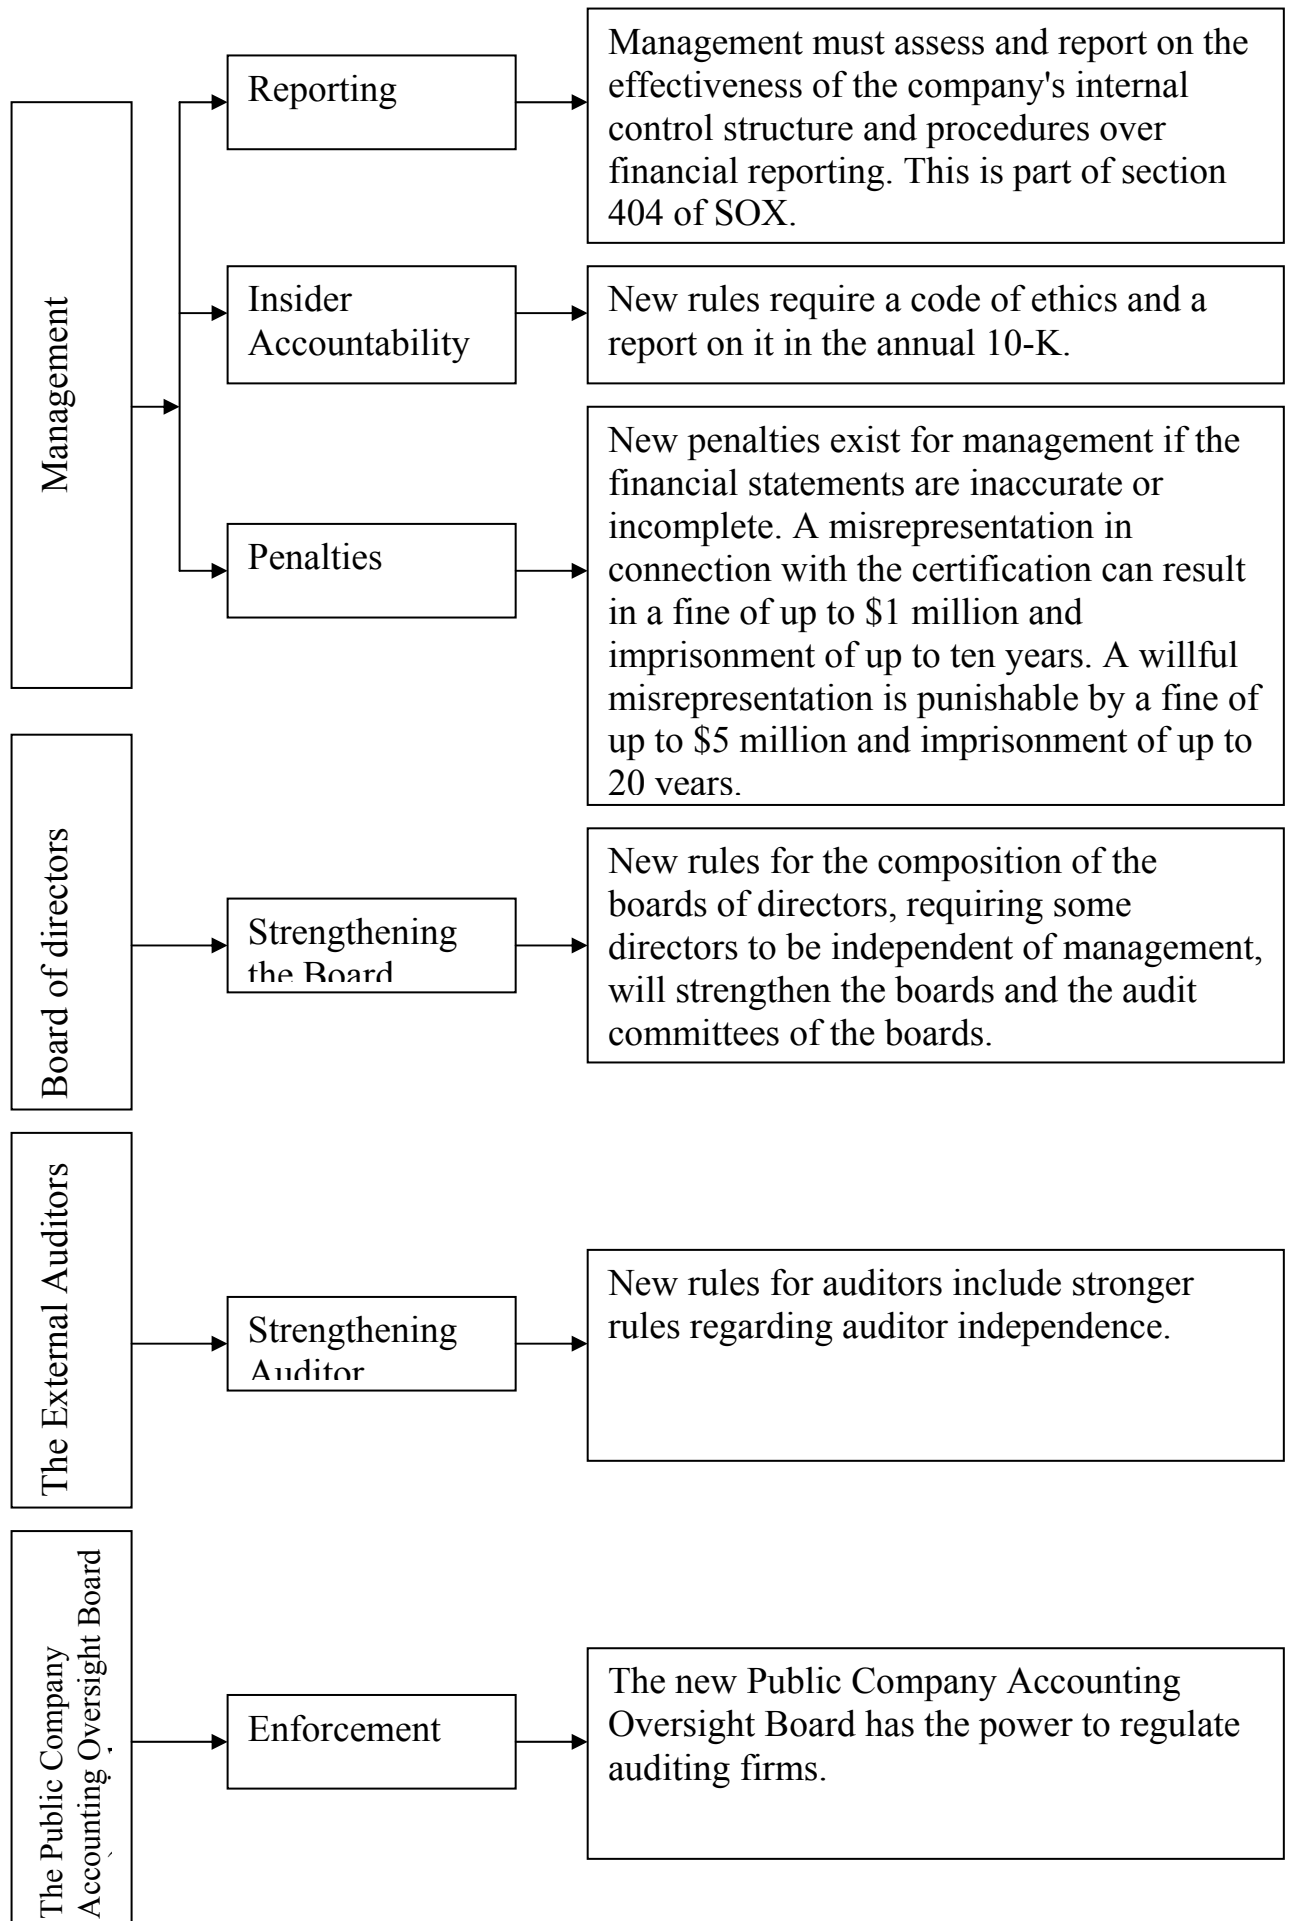 Management
Reporting
Management must assess and report on the
effectiveness of the company's internal
control structure and procedures over
financial reporting. This is part of section
404 of SOX.
Insider
Accountability
New rules require a code of ethics and a
report on it in the annual 10-K.
Penalties
New penalties exist for management if the
financial statements are inaccurate or
incomplete. A misrepresentation in
connection with the certification can result
in a fine of up to $1 million and
imprisonment of up to ten years. A willful
misrepresentation is punishable by a fine of
up to $5 million and imprisonment of up to
20 years.
Board of directors
Strengthening
the Board
New rules for the composition of the
boards of directors, requiring some
directors to be independent of management,
will strengthen the boards and the audit
committees of the boards.
The External Auditors
Strengthening
Auditor
New rules for auditors include stronger
rules regarding auditor independence.
The Public Company
Accounting Oversight Board
Enforcement
The new Public Company Accounting
Oversight Board has the power to regulate
auditing firms.